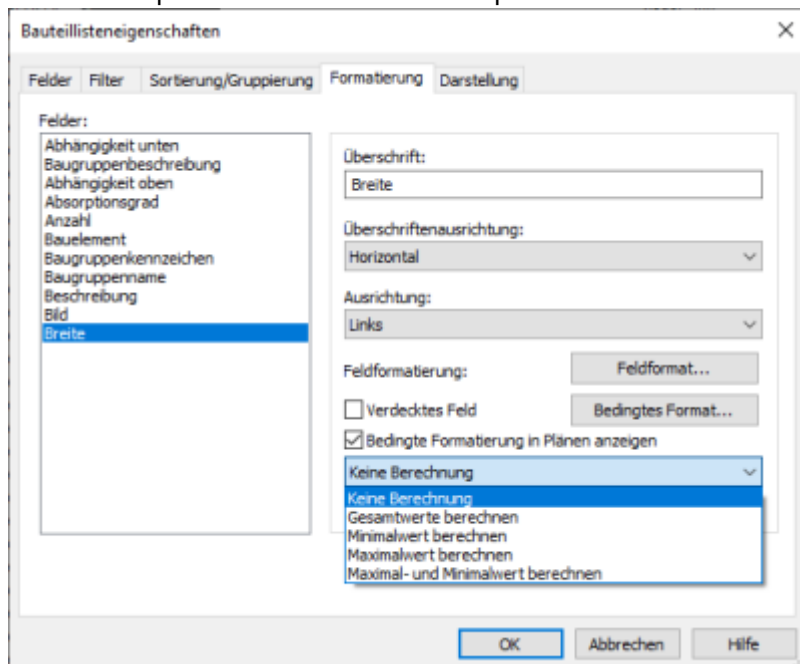 Bauteillisteneigenschaften
Felder Filter Sortierung/Gruppierung Formatierung Darstellung
Felder:
Abhängigkeit unten
Baugruppenbeschreibung
Abhängigkeit oben
Absorptionsgrad
Anzahl
Bauelement
Baugruppenkennzeichen
Baugruppenname
Beschreibung
Bild
Breite
Überschrift:
Breite
Überschriftenausrichtung:
Horizontal
Ausrichtung:
Links
Feldformatierung: Feldformat...
Verdecktes Feld Bedingtes Format...
Bedingte Formatierung in Plänen anzeigen
Keine Berechnung
Keine Berechnung
Gesamtwerte berechnen
Minimalwert berechnen
Maximalwert berechnen
Maximal- und Minimalwert berechnen
OK Abbrechen Hilfe